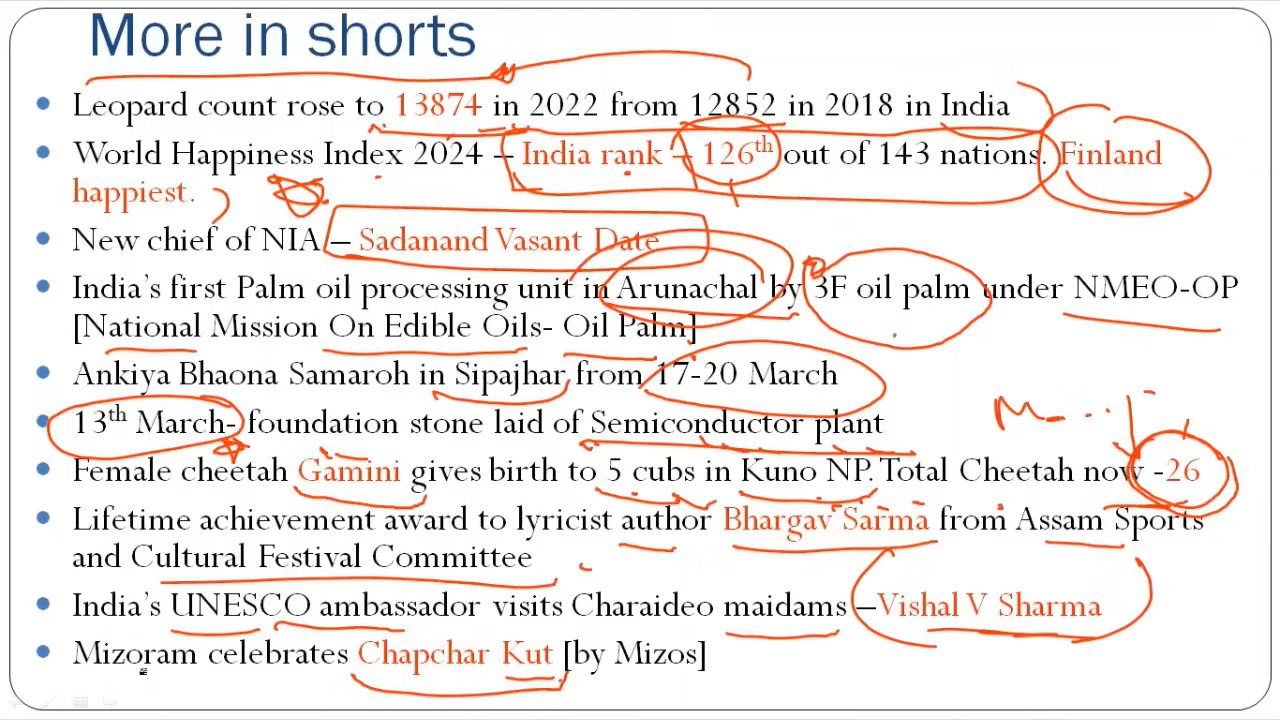 More in shorts
• Leopard count rose to 13874 in 2022 from 12852 in 2018 in India
• World Happiness Index 2024 – India rank – 126th out of 143 nations. Finland
happiest.
• New chief of NIA – Sadanand Vasant Date
• India's first Palm oil processing unit in Arunachal by 3F oil palm under NMEO-OP
[National Mission On Edible Oils- Oil Palm]
• Ankiya Bhaona Samaroh in Sipajhar from 17-20 March
• 13th March- foundation stone laid of Semiconductor plant
• Female cheetah Gamini gives birth to 5 cubs in Kuno NP. Total Cheetah now -26
• Lifetime achievement award to lyricist author Bhargav Sarma from Assam Sports
and Cultural Festival Committee
• India's UNESCO ambassador visits Charaideo maidams –Vishal V Sharma
• Mizoram celebrates Chapchar Kut [by Mizos]